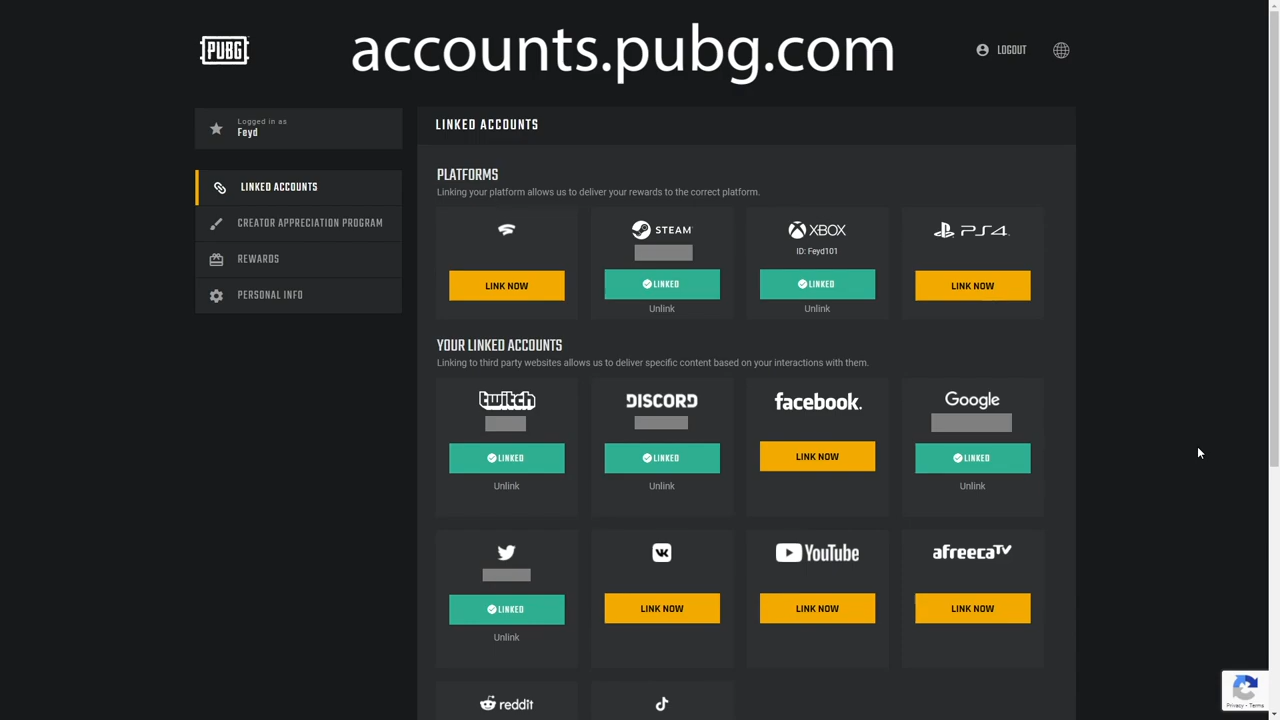 PUBG
accounts.pubg.com
LOGOUT
Logged in as
Feyd
LINKED ACCOUNTS
CREATOR APPRECIATION PROGRAM
REWARDS
PERSONAL INFO
LINKED ACCOUNTS
PLATFORMS
Linking your platform allows us to deliver your rewards to the correct platform.
LINK NOW
STEAM
LINKED
Unlink
XBOX
ID: Feyd101
LINKED
Unlink
PS4
LINK NOW
YOUR LINKED ACCOUNTS
Linking to third party websites allows us to deliver specific content based on your interactions with them.
twitch
LINKED
Unlink
DISCORD
LINKED
Unlink
facebook.
LINK NOW
Google
LINKED
Unlink
LINKED
Unlink
VK
LINK NOW
YouTube
LINK NOW
afreecaTV
LINK NOW
reddit
Privacy - Terms